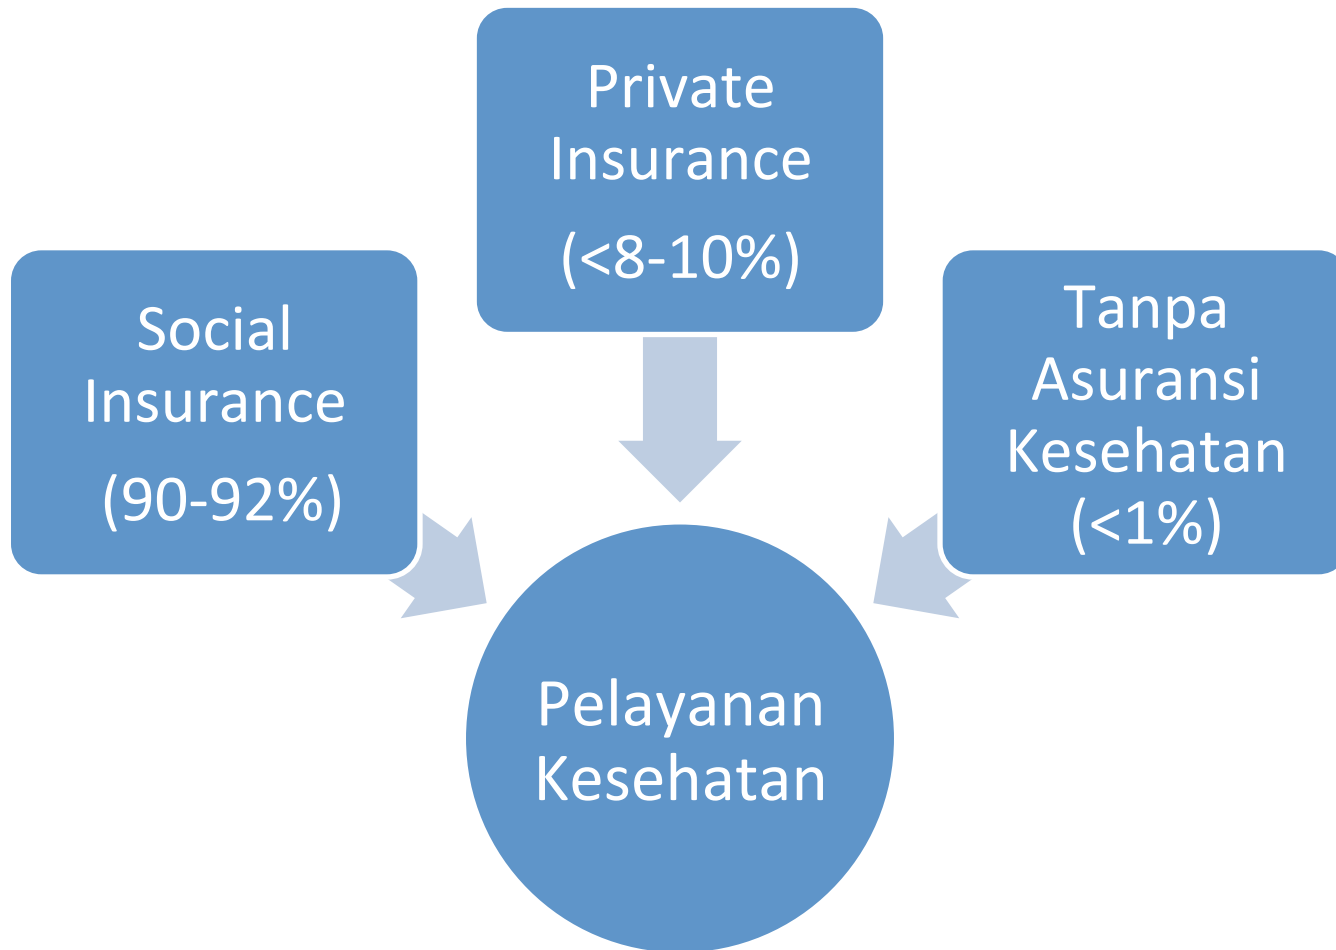 Private
Insurance
(<8-10%)
Social
Insurance
(90-92%)
Tanpa
Asuransi
Kesehatan
(<1%)
Pelayanan
Kesehatan